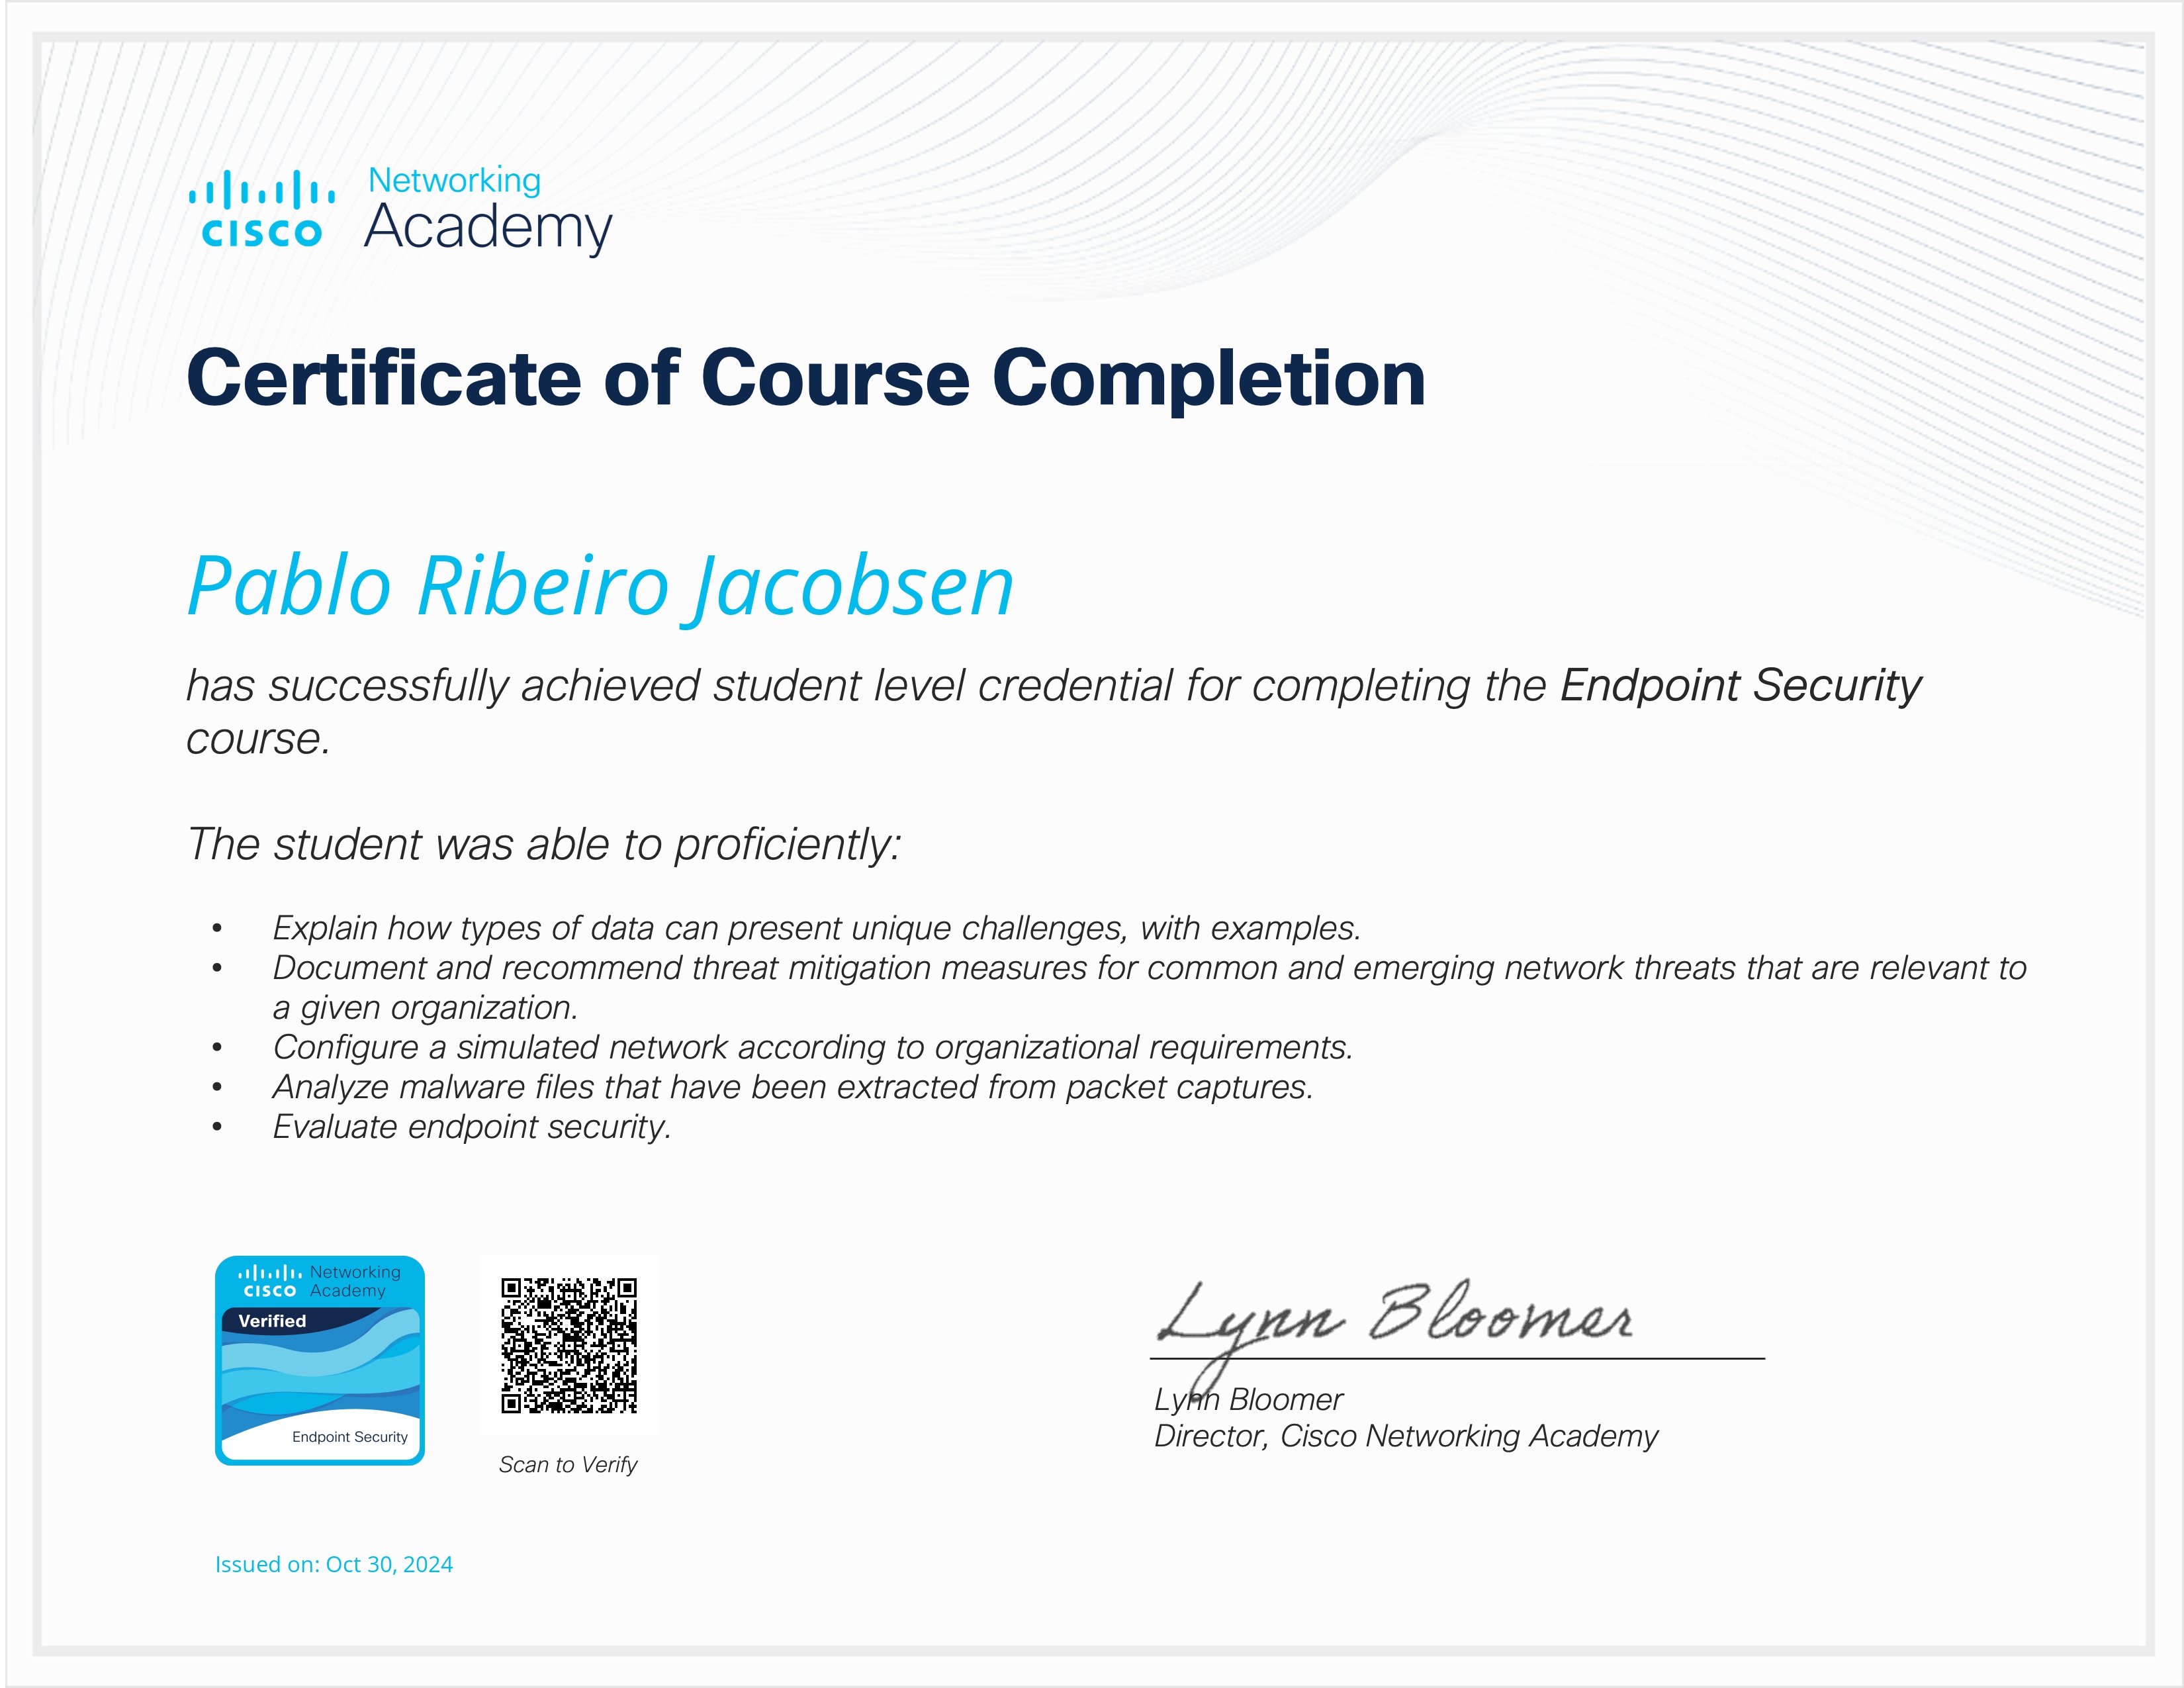 Networking
CISCO Academy
Certificate of Course Completion
Pablo Ribeiro Jacobsen
has successfully achieved student level credential for completing the Endpoint Security
course.
The student was able to proficiently:
• Explain how types of data can present unique challenges, with examples.
• Document and recommend threat mitigation measures for common and emerging network threats that are relevant to
a given organization.
• Configure a simulated network according to organizational requirements.
• Analyze malware files that have been extracted from packet captures.
• Evaluate endpoint security.
Networking
CISCO Academy
Verified
Endpoint Security
Scan to Verify
Lynn Bloomer
Lynn Bloomer
Director, Cisco Networking Academy
Issued on: Oct 30, 2024